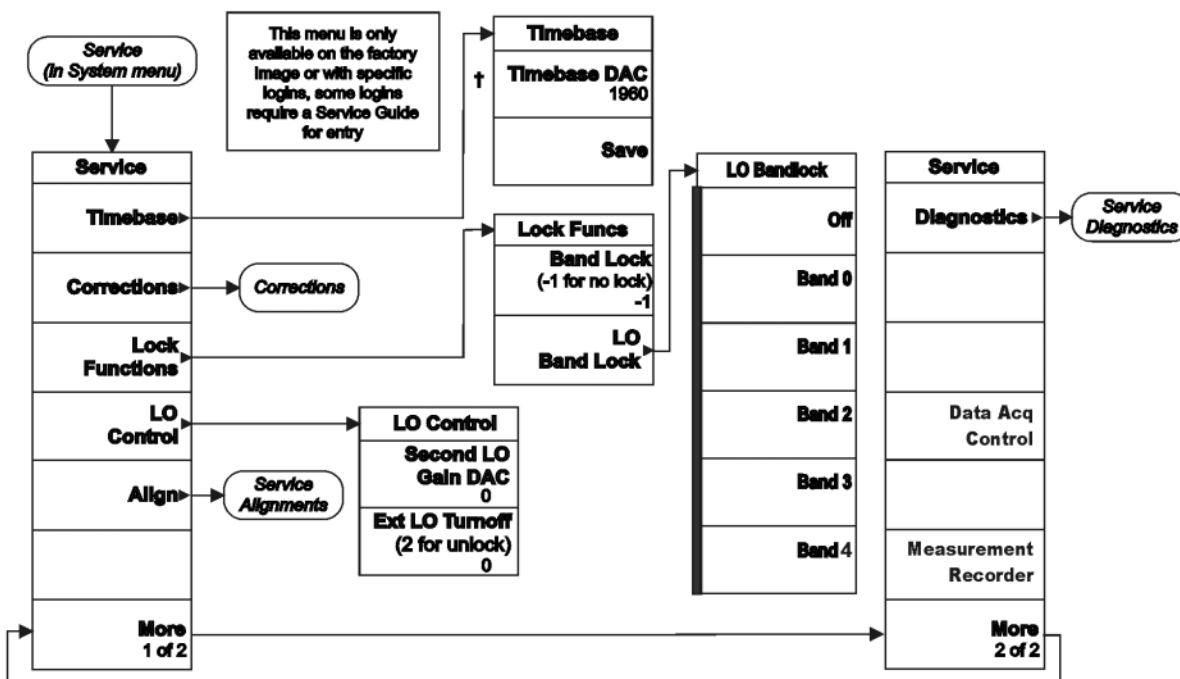 Service
(In System menu)
This menu is only
available on the factory
image or with specific
logins, some logins
require a Service Guide
for entry
†
Timebase
Timebase DAC
1960
Save
Service
Timebase
Corrections
Lock
Functions
LO
Control
Align
More
1 of 2
Corrections
Service
Alignments
Lock Funcs
Band Lock
(-1 for no lock)
-1
LO
Band Lock
LO Control
Second LO
Gain DAC
0
Ext LO Turnoff
(2 for unlock)
0
LO Bandlock
Off
Band 0
Band 1
Band 2
Band 3
Band 4
Service
Diagnostics
Data Acq
Control
Measurement
Recorder
More
2 of 2
Service
Diagnostics